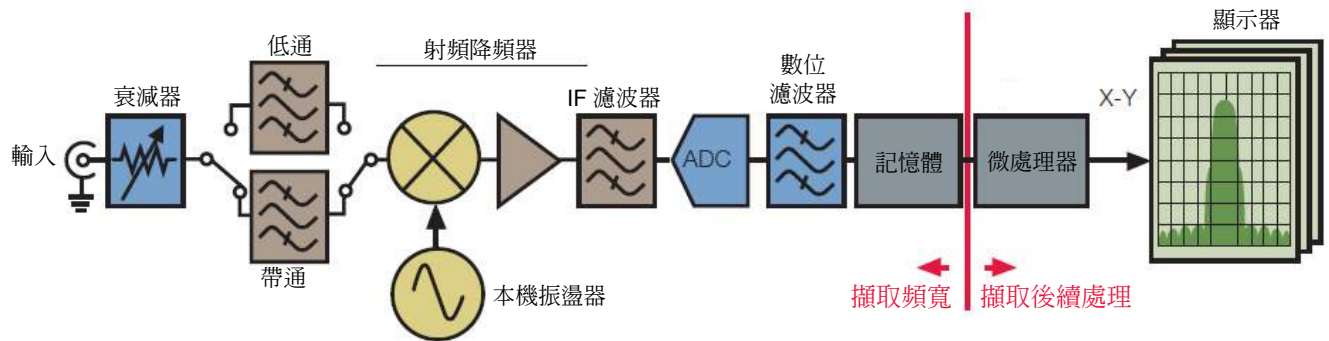 輸入
衰減器
低通
帶通
射頻降頻器
本機振盪器
IF 濾波器
ADC
數位
濾波器
記憶體
微處理器
X-Y
顯示器
擷取頻寬
擷取後續處理